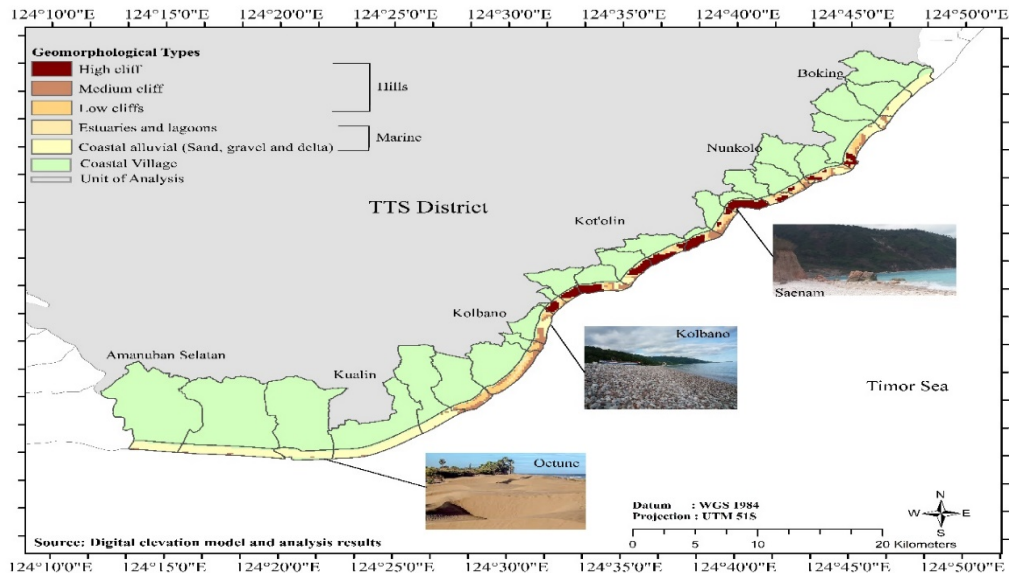 124°10'0"E 124°15'0"E 124°20'0"E 124°25'0"E 124°30'0"E 124°35'0"E 124°40'0"E 124°45'0"E 124°50'0"E
Geomorphological Types
High cliff
Medium cliff
Hills
Low cliffs
Estuaries and lagoons
Marine
Coastal alluvial (Sand, gravel and delta)
Coastal Village
Unit of Analysis
Boking
Nunkolo
TTS District
Kot'olin
Saenam
Kolbano
Kolbano
Amanuban Selatan
Kualin
Timor Sea
Oetune
Datum : WGS 1984
Projection : UTM 51S
N
W E
S
0 5 10 20 Kilometers
Source: Digital elevation model and analysis results
124°10'0"E 124°15'0"E 124°20'0"E 124°25'0"E 124°30'0"E 124°35'0"E 124°40'0"E 124°45'0"E 124°50'0"E